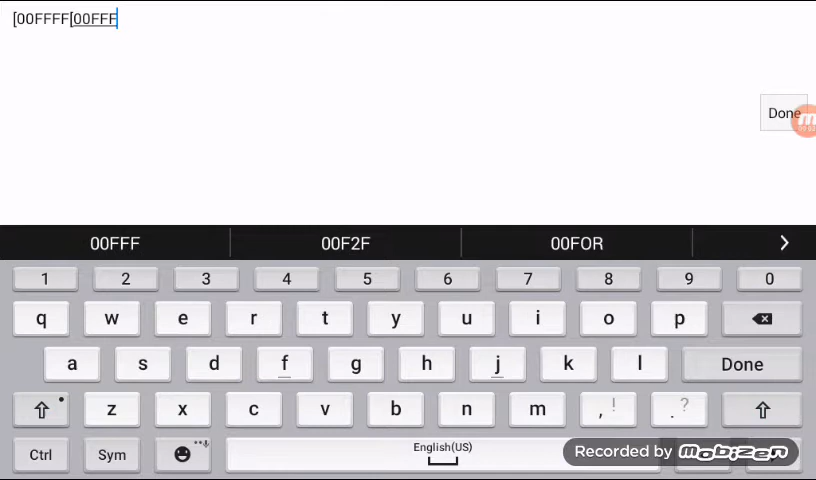 [00FFFF[00FFF
Done
00FFF 00F2F 00FOR >
1 2 3 4 5 6 7 8 9 0
q w e r t y u i o p
a s d f g h j k l Done
z x c v b n m , ! . ?
Ctrl Sym English(US)
Recorded by Mobizen